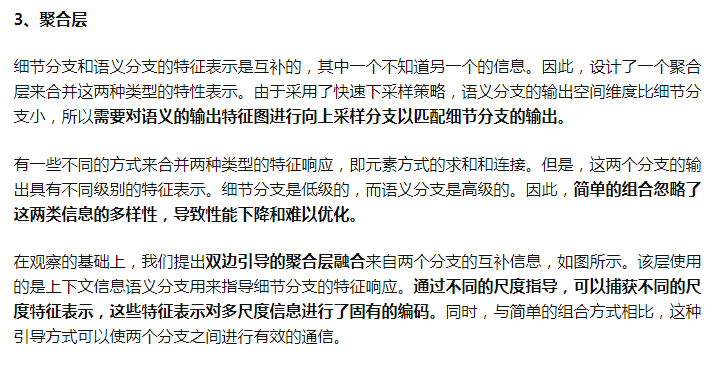 3、聚合层
细节分支和语义分支的特征表示是互补的，其中一个不知道另一个的信息。因此，设计了一个聚合
层来合并这两种类型的特性表示。由于采用了快速下采样策略，语义分支的输出空间维度比细节分
支小，所以需要对语义的输出特征图进行向上采样分支以匹配细节分支的输出。
有一些不同的方式来合并两种类型的特征响应，即元素方式的求和和连接。但是，这两个分支的输
出具有不同级别的特征表示。细节分支是低级的，而语义分支是高级的。因此，简单的组合忽略了
这两类信息的多样性，导致性能下降和难以优化。
在观察的基础上，我们提出双边引导的聚合层融合来自两个分支的互补信息，如图所示。该层使用
的是上下文信息语义分支用来指导细节分支的特征响应。通过不同的尺度指导，可以捕获不同的尺
度特征表示，这些特征表示对多尺度信息进行了固有的编码。同时，与简单的组合方式相比，这种
引导方式可以使两个分支之间进行有效的通信。